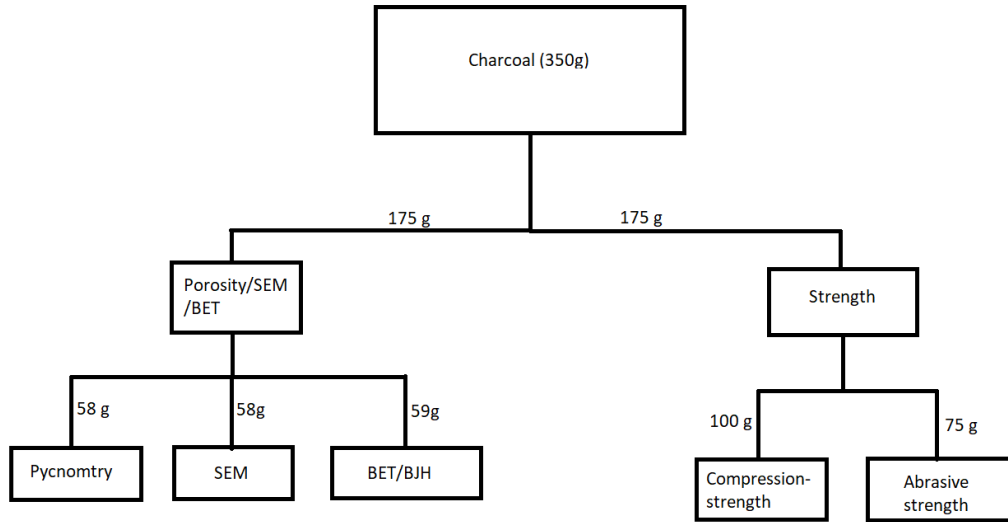 Charcoal (350g)
175 g
175 g
Porosity/SEM
/BET
Strength
58 g
58g
59g
100 g
75 g
Pycnomtry
SEM
BET/BJH
Compression-
strength
Abrasive
strength